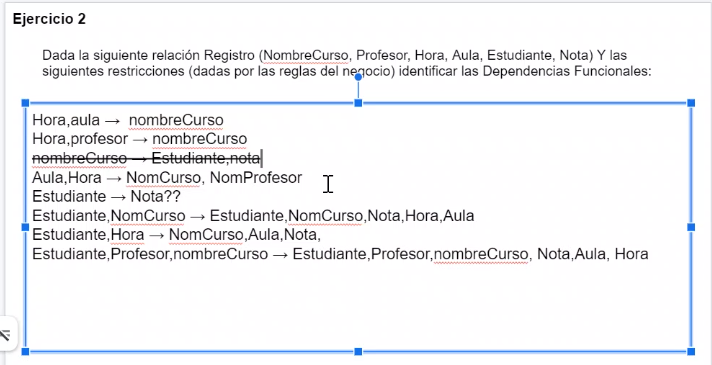 Ejercicio 2
Dada la siguiente relación Registro (NombreCurso, Profesor, Hora, Aula, Estudiante, Nota) Y las
siguientes restricciones (dadas por las reglas del negocio) identificar las Dependencias Funcionales:
Hora,aula → nombreCurso
Hora,profesor → nombreCurso
nombreCurso → Estudiante,nota
Aula,Hora → NomCurso, NomProfesor
Estudiante → Nota??
Estudiante,NomCurso → Estudiante,NomCurso,Nota,Hora,Aula
Estudiante,Hora → NomCurso,Aula,Nota,
Estudiante,Profesor,nombreCurso → Estudiante,Profesor,nombreCurso, Nota,Aula, Hora